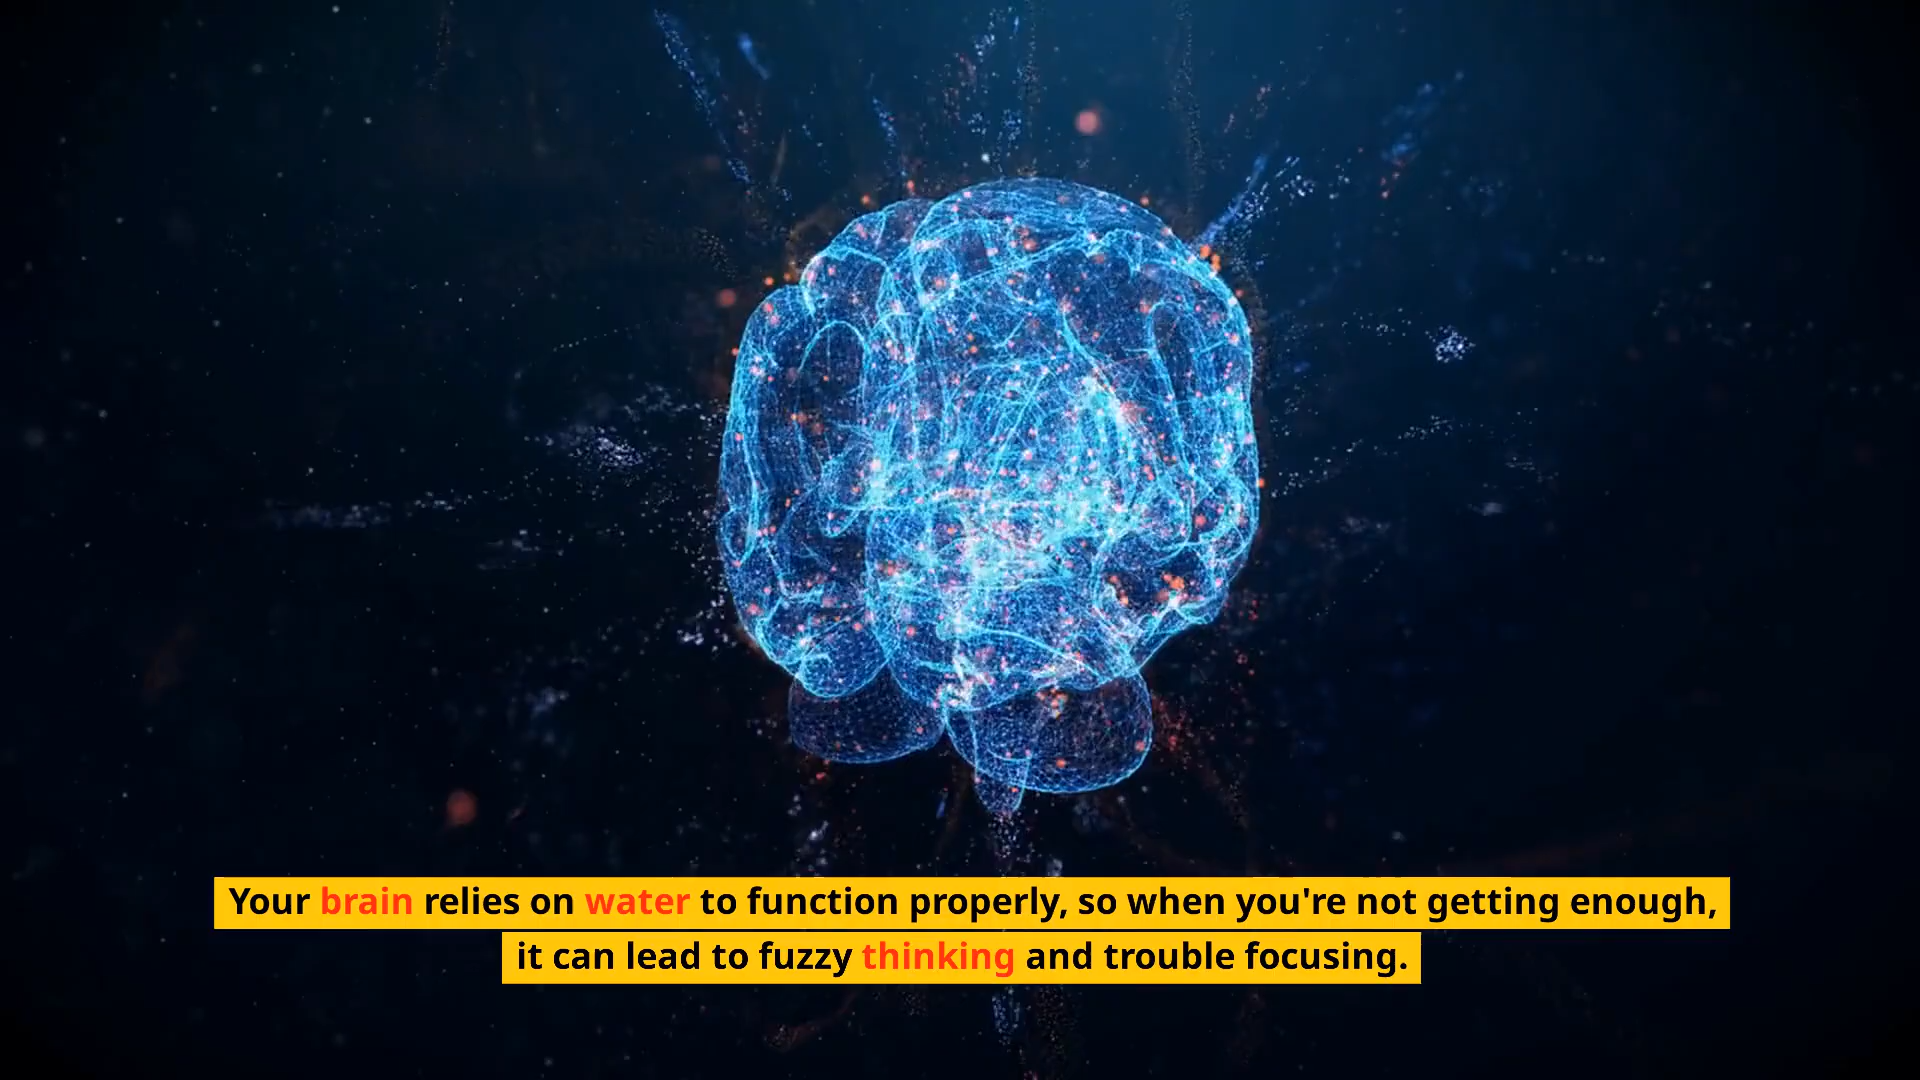 Your brain relies on water to function properly, so when you're not getting enough,
it can lead to fuzzy thinking and trouble focusing.